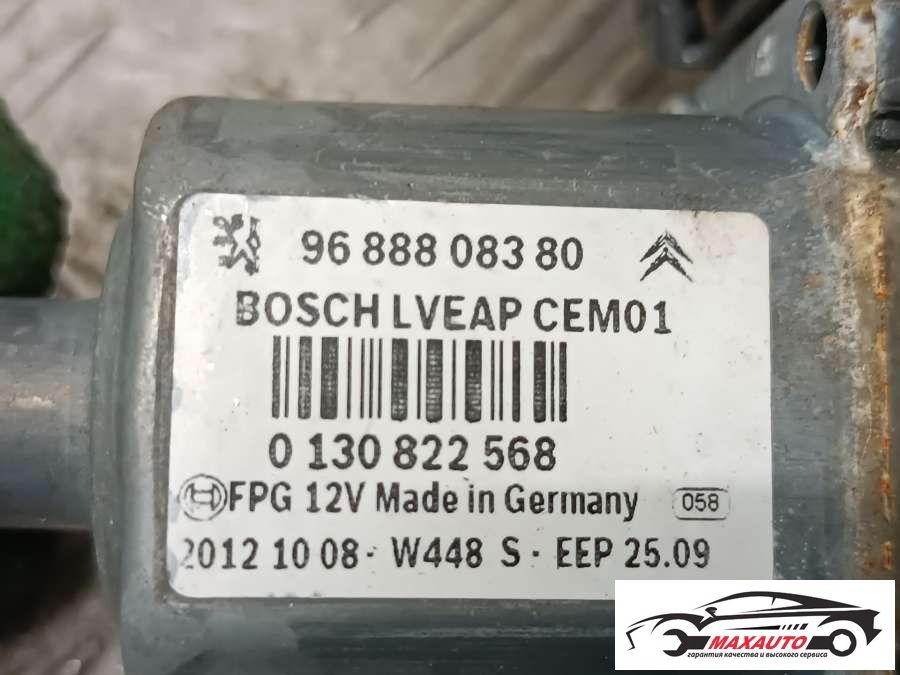 96 888 083 80
BOSCH LVEAP CEM01
0 130 822 568
FPG 12V Made in Germany 058
2012 10 08- W448 S · EEP 25.09
MAXAUTO
гарантия качества и высокого сервиса